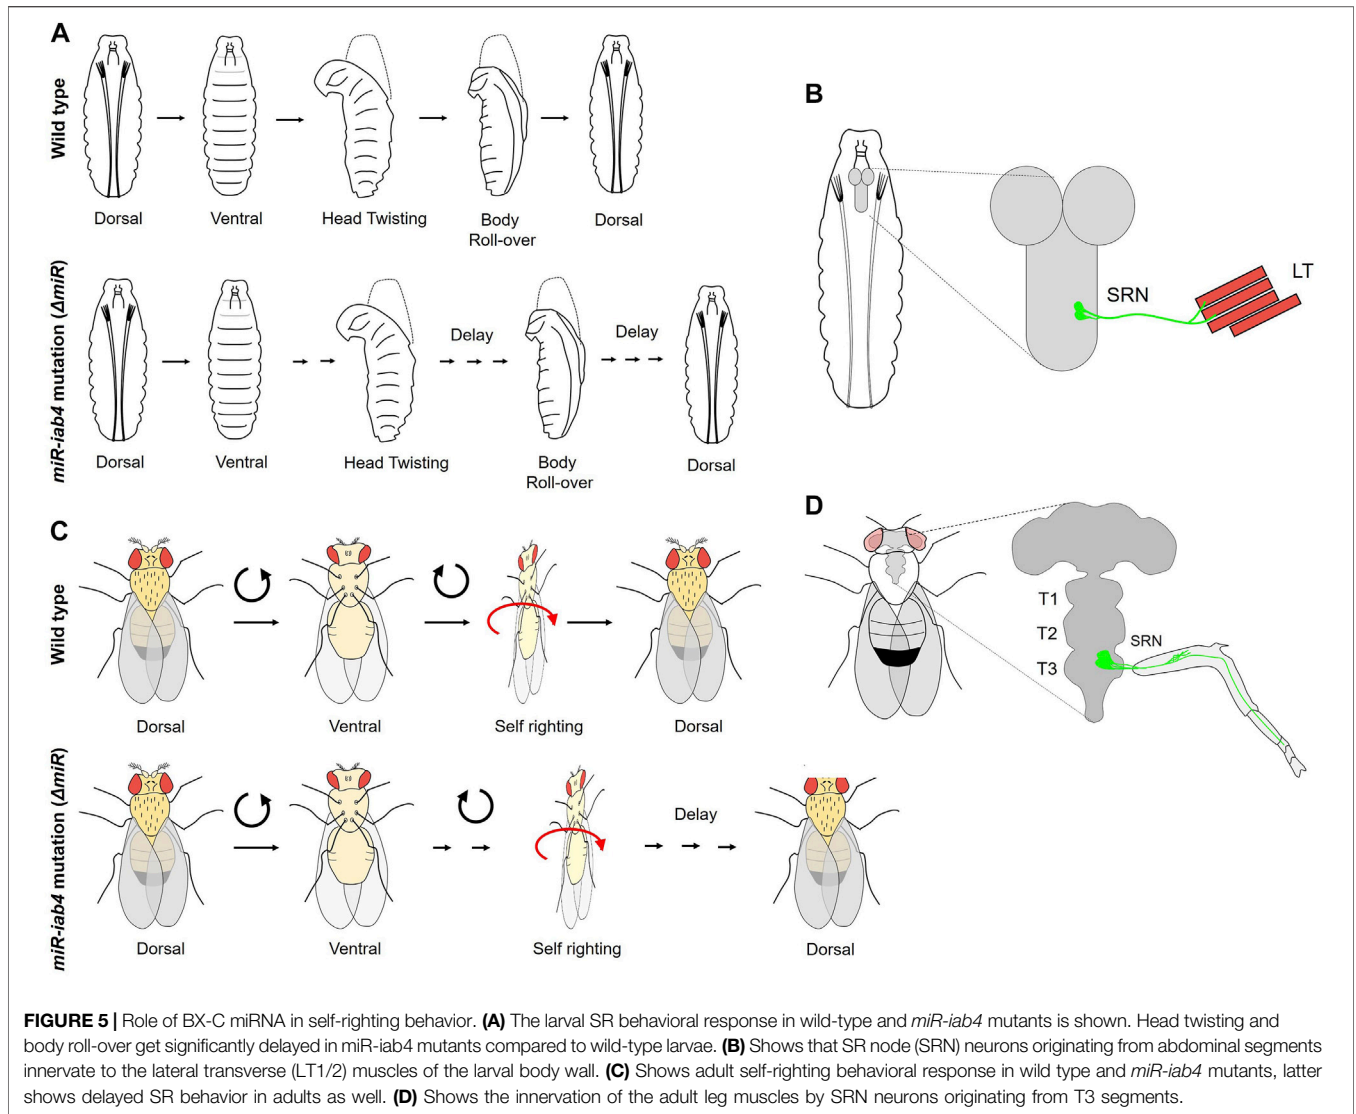 A
Wild type
Dorsal
Ventral
Head Twisting
Body
Roll-over
Dorsal
miR-iab4 mutation (ΔmiR)
Delay
Delay
Dorsal
Ventral
Head Twisting
Body
Roll-over
Dorsal
B
SRN
LT
C
Wild type
Dorsal
Ventral
Self righting
Dorsal
miR-iab4 mutation (ΔmiR)
Delay
Dorsal
Ventral
Self righting
Dorsal
D
T1
T2
T3
SRN
FIGURE 5 | Role of BX-C miRNA in self-righting behavior. (A) The larval SR behavioral response in wild-type and miR-iab4 mutants is shown. Head twisting and
body roll-over get significantly delayed in miR-iab4 mutants compared to wild-type larvae. (B) Shows that SR node (SRN) neurons originating from abdominal segments
innervate to the lateral transverse (LT1/2) muscles of the larval body wall. (C) Shows adult self-righting behavioral response in wild type and miR-iab4 mutants, latter
shows delayed SR behavior in adults as well. (D) Shows the innervation of the adult leg muscles by SRN neurons originating from T3 segments.